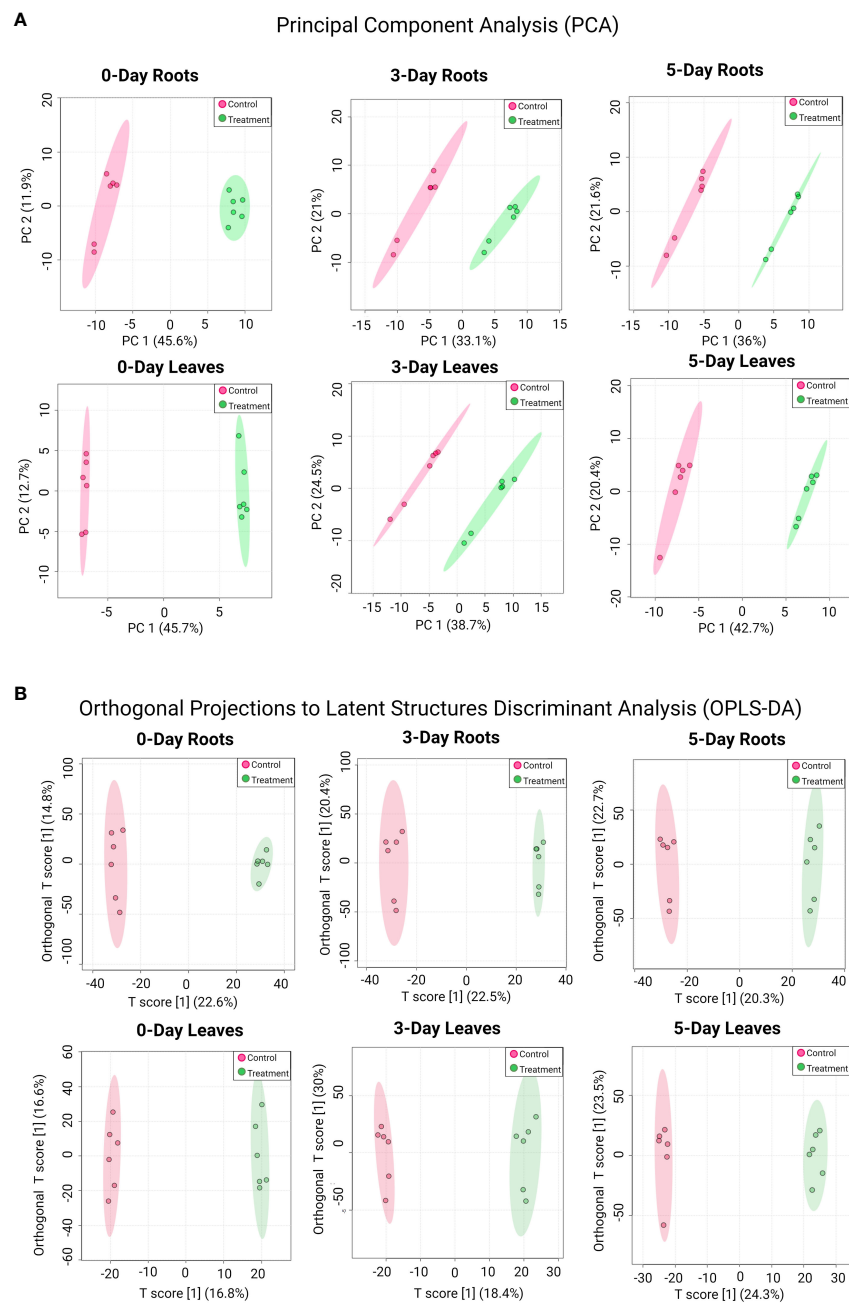 A
Principal Component Analysis (PCA)
0-Day Roots
3-Day Roots
5-Day Roots
Control
Treatment
Control
Treatment
Control
Treatment
PC 2 (11.9%)
20
10
0
-10
PC 2 (21%)
20
10
0
-10
PC 2 (21.6%)
20
10
0
-10
-10 -5 0 5 10
PC 1 (45.6%)
-15 -10 -5 0 5 10 15
PC 1 (33.1%)
-15 -10 -5 0 5 10
PC 1 (36%)
0-Day Leaves
3-Day Leaves
5-Day Leaves
Control
Treatment
Control
Treatment
Control
Treatment
PC 2 (12.7%)
10
5
0
-5
-10
PC 2 (24.5%)
20
10
0
-10
-20
PC 2 (20.4%)
20
10
0
-10
-20
-5 0 5
PC 1 (45.7%)
-15 -10 -5 0 5 10 15
PC 1 (38.7%)
-10 -5 0 5 10
PC 1 (42.7%)
B
Orthogonal Projections to Latent Structures Discriminant Analysis (OPLS-DA)
0-Day Roots
3-Day Roots
5-Day Roots
Control
Treatment
Control
Treatment
Control
Treatment
Orthogonal T score [1] (14.8%)
100
50
0
-50
-100
Orthogonal T score [1] (20.4%)
100
50
0
-50
-100
Orthogonal T score [1] (22.7%)
50
0
-50
-40 -20 0 20 40
T score [1] (22.6%)
-40 -20 0 20 40
T score [1] (22.5%)
-40 -20 0 20 40
T score [1] (20.3%)
0-Day Leaves
3-Day Leaves
5-Day Leaves
Control
Treatment
Control
Treatment
Control
Treatment
Orthogonal T score [1] (16.6%)
60
40
20
0
-20
-40
-60
Orthogonal T score [1] (30%)
50
0
-50
Orthogonal T score [1] (23.5%)
50
0
-50
-20 -10 0 10 20
T score [1] (16.8%)
-20 -10 0 10 20 30
T score [1] (18.4%)
-30 -20 -10 0 10 20 30
T score [1] (24.3%)